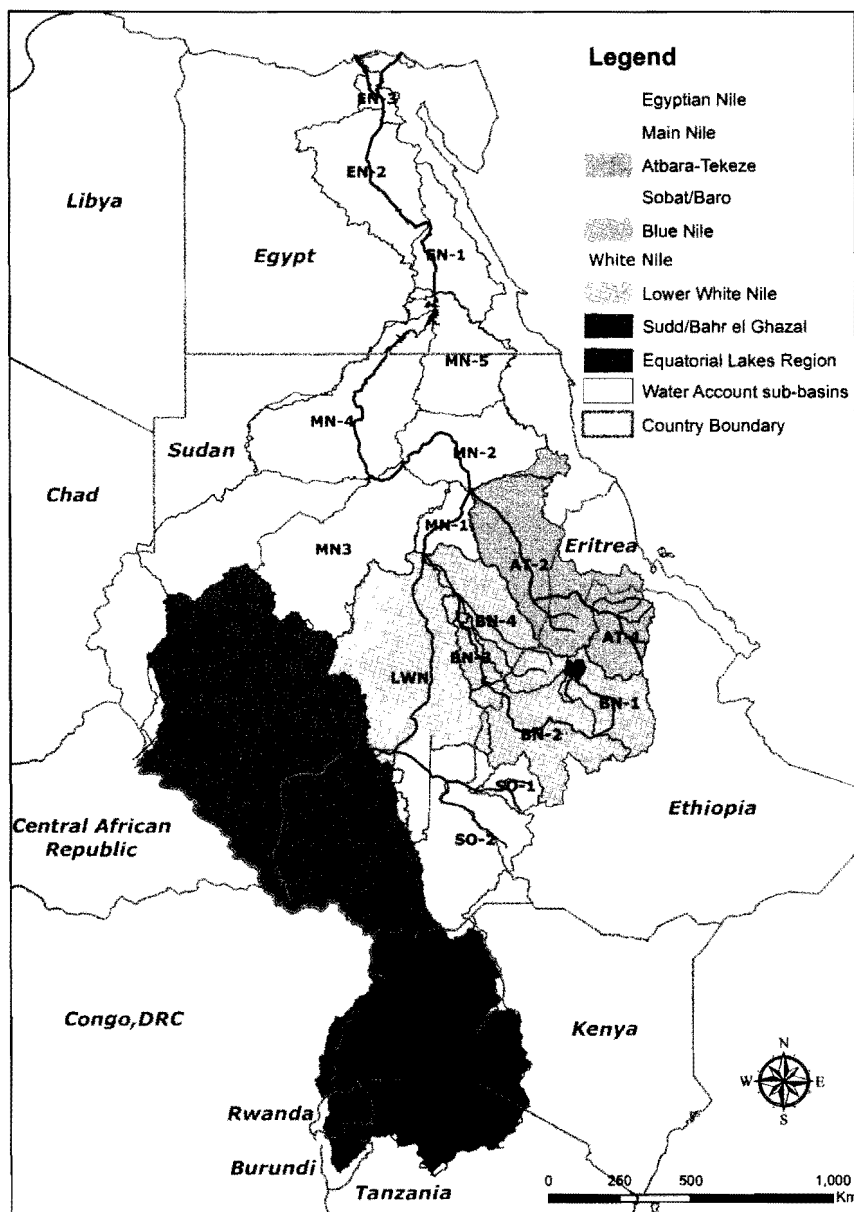 Legend
Egyptian Nile
Main Nile
Atbara-Tekeze
Sobat/Baro
Blue Nile
White Nile
Lower White Nile
Sudd/Bahr el Ghazal
Equatorial Lakes Region
Water Account sub-basins
Country Boundary
EN-3
EN-2
Libya
Egypt
EN-1
MN-5
MN-4
Sudan
MN-2
Chad
MN-1
MN3
Eritrea
AT-2
BN-4
AT-1
BN-3
LWN
BN-1
BN-2
SO-1
Ethiopia
Central African
Republic
SO-2
Congo,DRC
Kenya
N
W
E
S
Rwanda
Burundi
Tanzania
0 250 500 1,000
Km